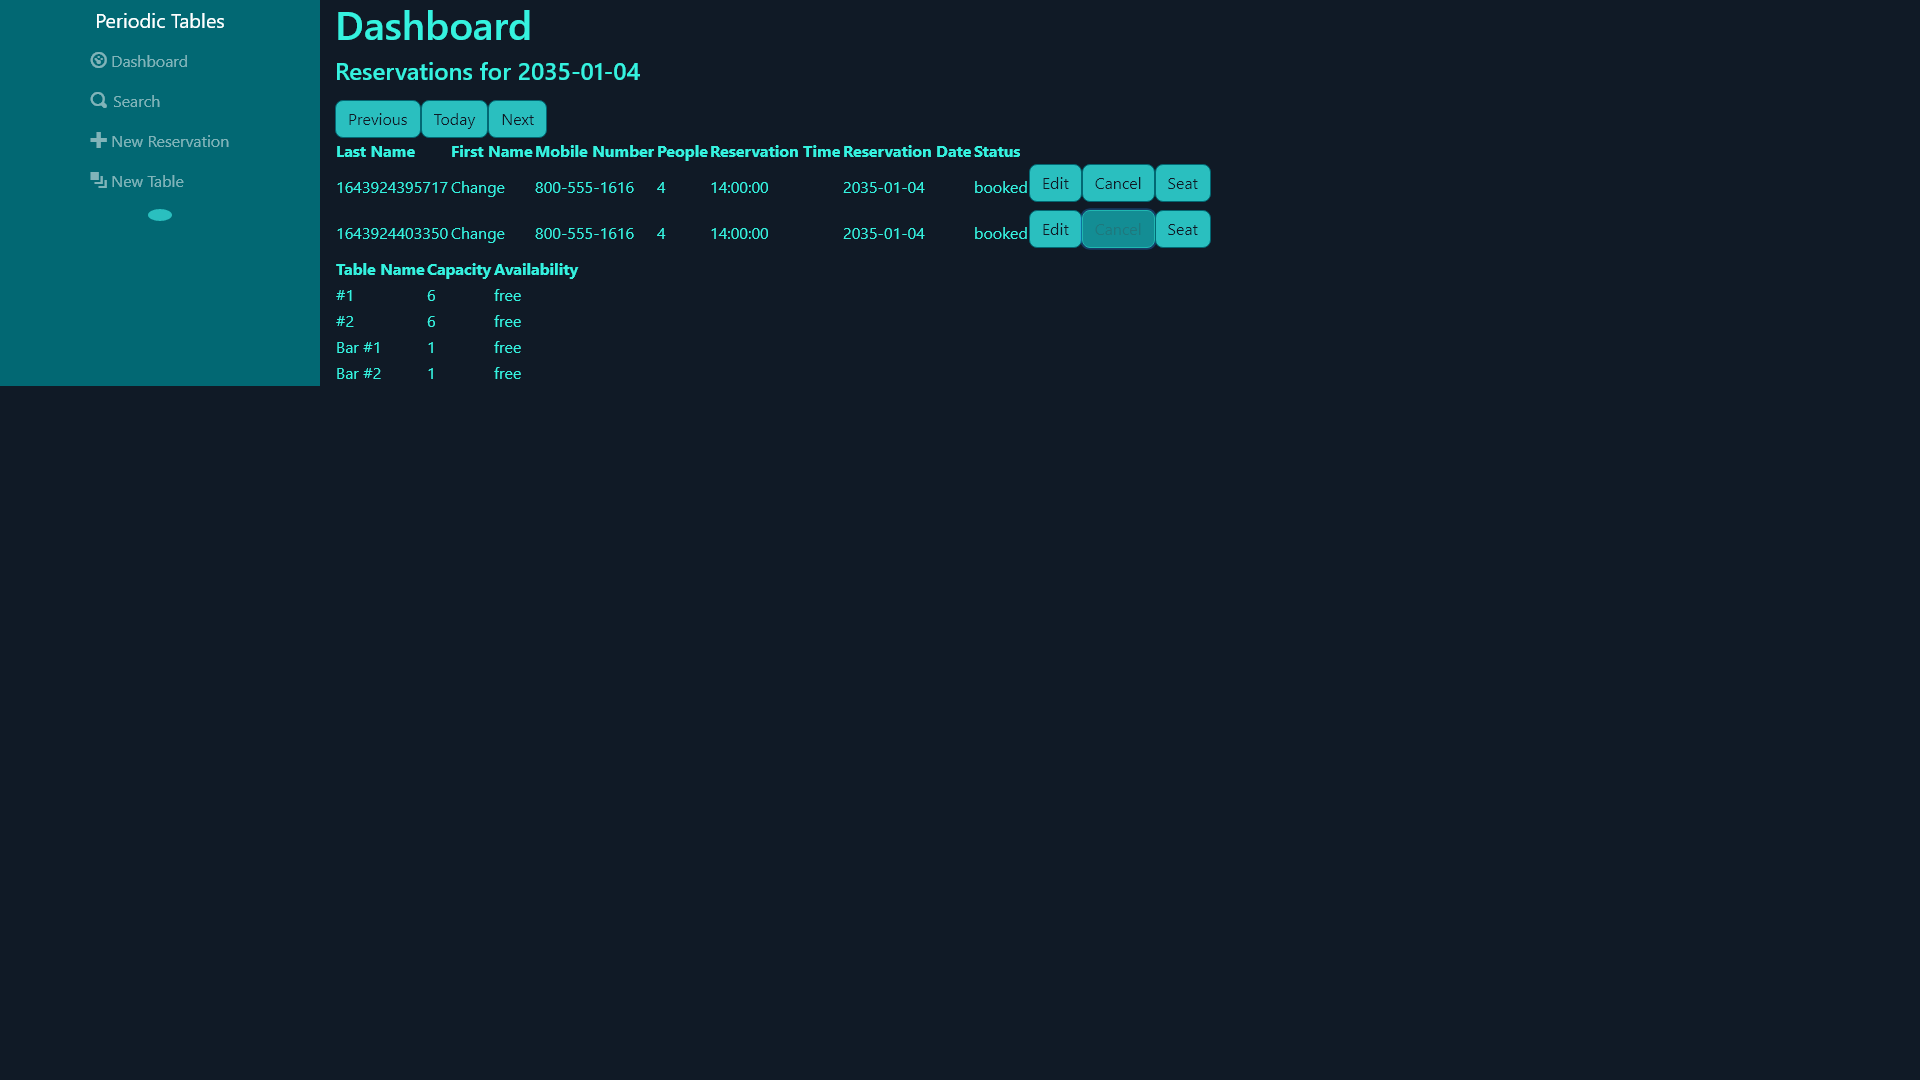 Periodic Tables
Dashboard
Search
New Reservation
New Table
Dashboard
Reservations for 2035-01-04
Previous Today Next
Last Name First Name Mobile Number People Reservation Time Reservation Date Status
1643924395717 Change 800-555-1616 4 14:00:00 2035-01-04 booked Edit Cancel Seat
1643924403350 Change 800-555-1616 4 14:00:00 2035-01-04 booked Edit Cancel Seat
Table Name Capacity Availability
#1 6 free
#2 6 free
Bar #1 1 free
Bar #2 1 free